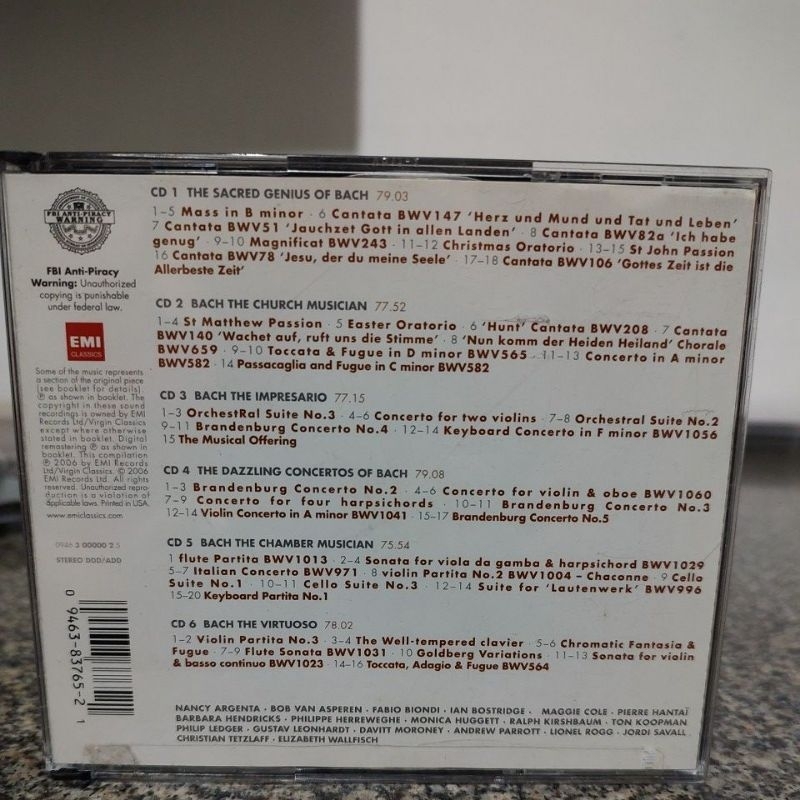 FBI ANTI-PIRACY
WARNING
FBI Anti-Piracy
Warning: Unauthorized
copying is punishable
under federal law.
EMI
CLASSICS
Some of the music represents
a section of the original piece
(see booklet for details).
℗ as shown in booklet. The
copyright in these sound
recordings is owned by EMI
Records Ltd/Virgin Classics
except where otherwise
stated in booklet. Digital
remastering ℗ as shown in
booklet. This compilation
℗ 2006 by EMI Records
Ltd/Virgin Classics. © 2006
EMI Records Ltd. All rights
reserved. Unauthorized repro-
duction is a violation of
applicable laws. Printed in USA.
www.emiclassics.com
0946 3 00000 2 5
STEREO DDD/ADD
0 9463-83765-2 1
CD 1 THE SACRED GENIUS OF BACH 79.03
1–5 Mass in B minor · 6 Cantata BWV147 ‘Herz und Mund und Tat und Leben’
7 Cantata BWV51 ‘Jauchzet Gott in allen Landen’ · 8 Cantata BWV82a ‘Ich habe
genug’ · 9–10 Magnificat BWV243 · 11–12 Christmas Oratorio · 13–15 St John Passion
16 Cantata BWV78 ‘Jesu, der du meine Seele’ · 17–18 Cantata BWV106 ‘Gottes Zeit ist die
Allerbeste Zeit’
CD 2 BACH THE CHURCH MUSICIAN 77.52
1–4 St Matthew Passion · 5 Easter Oratorio · 6 ‘Hunt’ Cantata BWV208 · 7 Cantata
BWV140 ‘Wachet auf, ruft uns die Stimme’ · 8 ‘Nun komm der Heiden Heiland’ Chorale
BWV659 · 9–10 Toccata & Fugue in D minor BWV565 · 11–13 Concerto in A minor
BWV582 · 14 Passacaglia and Fugue in C minor BWV582
CD 3 BACH THE IMPRESARIO 77.15
1–3 OrchestRal Suite No.3 · 4–6 Concerto for two violins · 7–8 Orchestral Suite No.2
9–11 Brandenburg Concerto No.4 · 12–14 Keyboard Concerto in F minor BWV1056
15 The Musical Offering
CD 4 THE DAZZLING CONCERTOS OF BACH 79.08
1–3 Brandenburg Concerto No.2 · 4–6 Concerto for violin & oboe BWV1060
7–9 Concerto for four harpsichords · 10–11 Brandenburg Concerto No.3
12–14 Violin Concerto in A minor BWV1041 · 15–17 Brandenburg Concerto No.5
CD 5 BACH THE CHAMBER MUSICIAN 75.54
1 flute Partita BWV1013 · 2–4 Sonata for viola da gamba & harpsichord BWV1029
5–7 Italian Concerto BWV971 · 8 violin Partita No.2 BWV1004 – Chaconne · 9 Cello
Suite No.1 · 10–11 Cello Suite No.3 · 12–14 Suite for ‘Lautenwerk’ BWV996
15–20 Keyboard Partita No.1
CD 6 BACH THE VIRTUOSO 78.02
1–2 Violin Partita No.3 · 3–4 The Well-tempered clavier · 5–6 Chromatic Fantasia &
Fugue · 7–9 Flute Sonata BWV1031 · 10 Goldberg Variations · 11–13 Sonata for violin
& basso continuo BWV1023 · 14–16 Toccata, Adagio & Fugue BWV564
NANCY ARGENTA · BOB VAN ASPEREN · FABIO BIONDI · IAN BOSTRIDGE · MAGGIE COLE · PIERRE HANTAÏ
BARBARA HENDRICKS · PHILIPPE HERREWEGHE · MONICA HUGGETT · RALPH KIRSHBAUM · TON KOOPMAN
PHILIP LEDGER · GUSTAV LEONHARDT · DAVITT MORONEY · ANDREW PARROTT · LIONEL ROGG · JORDI SAVALL
CHRISTIAN TETZLAFF · ELIZABETH WALLFISCH